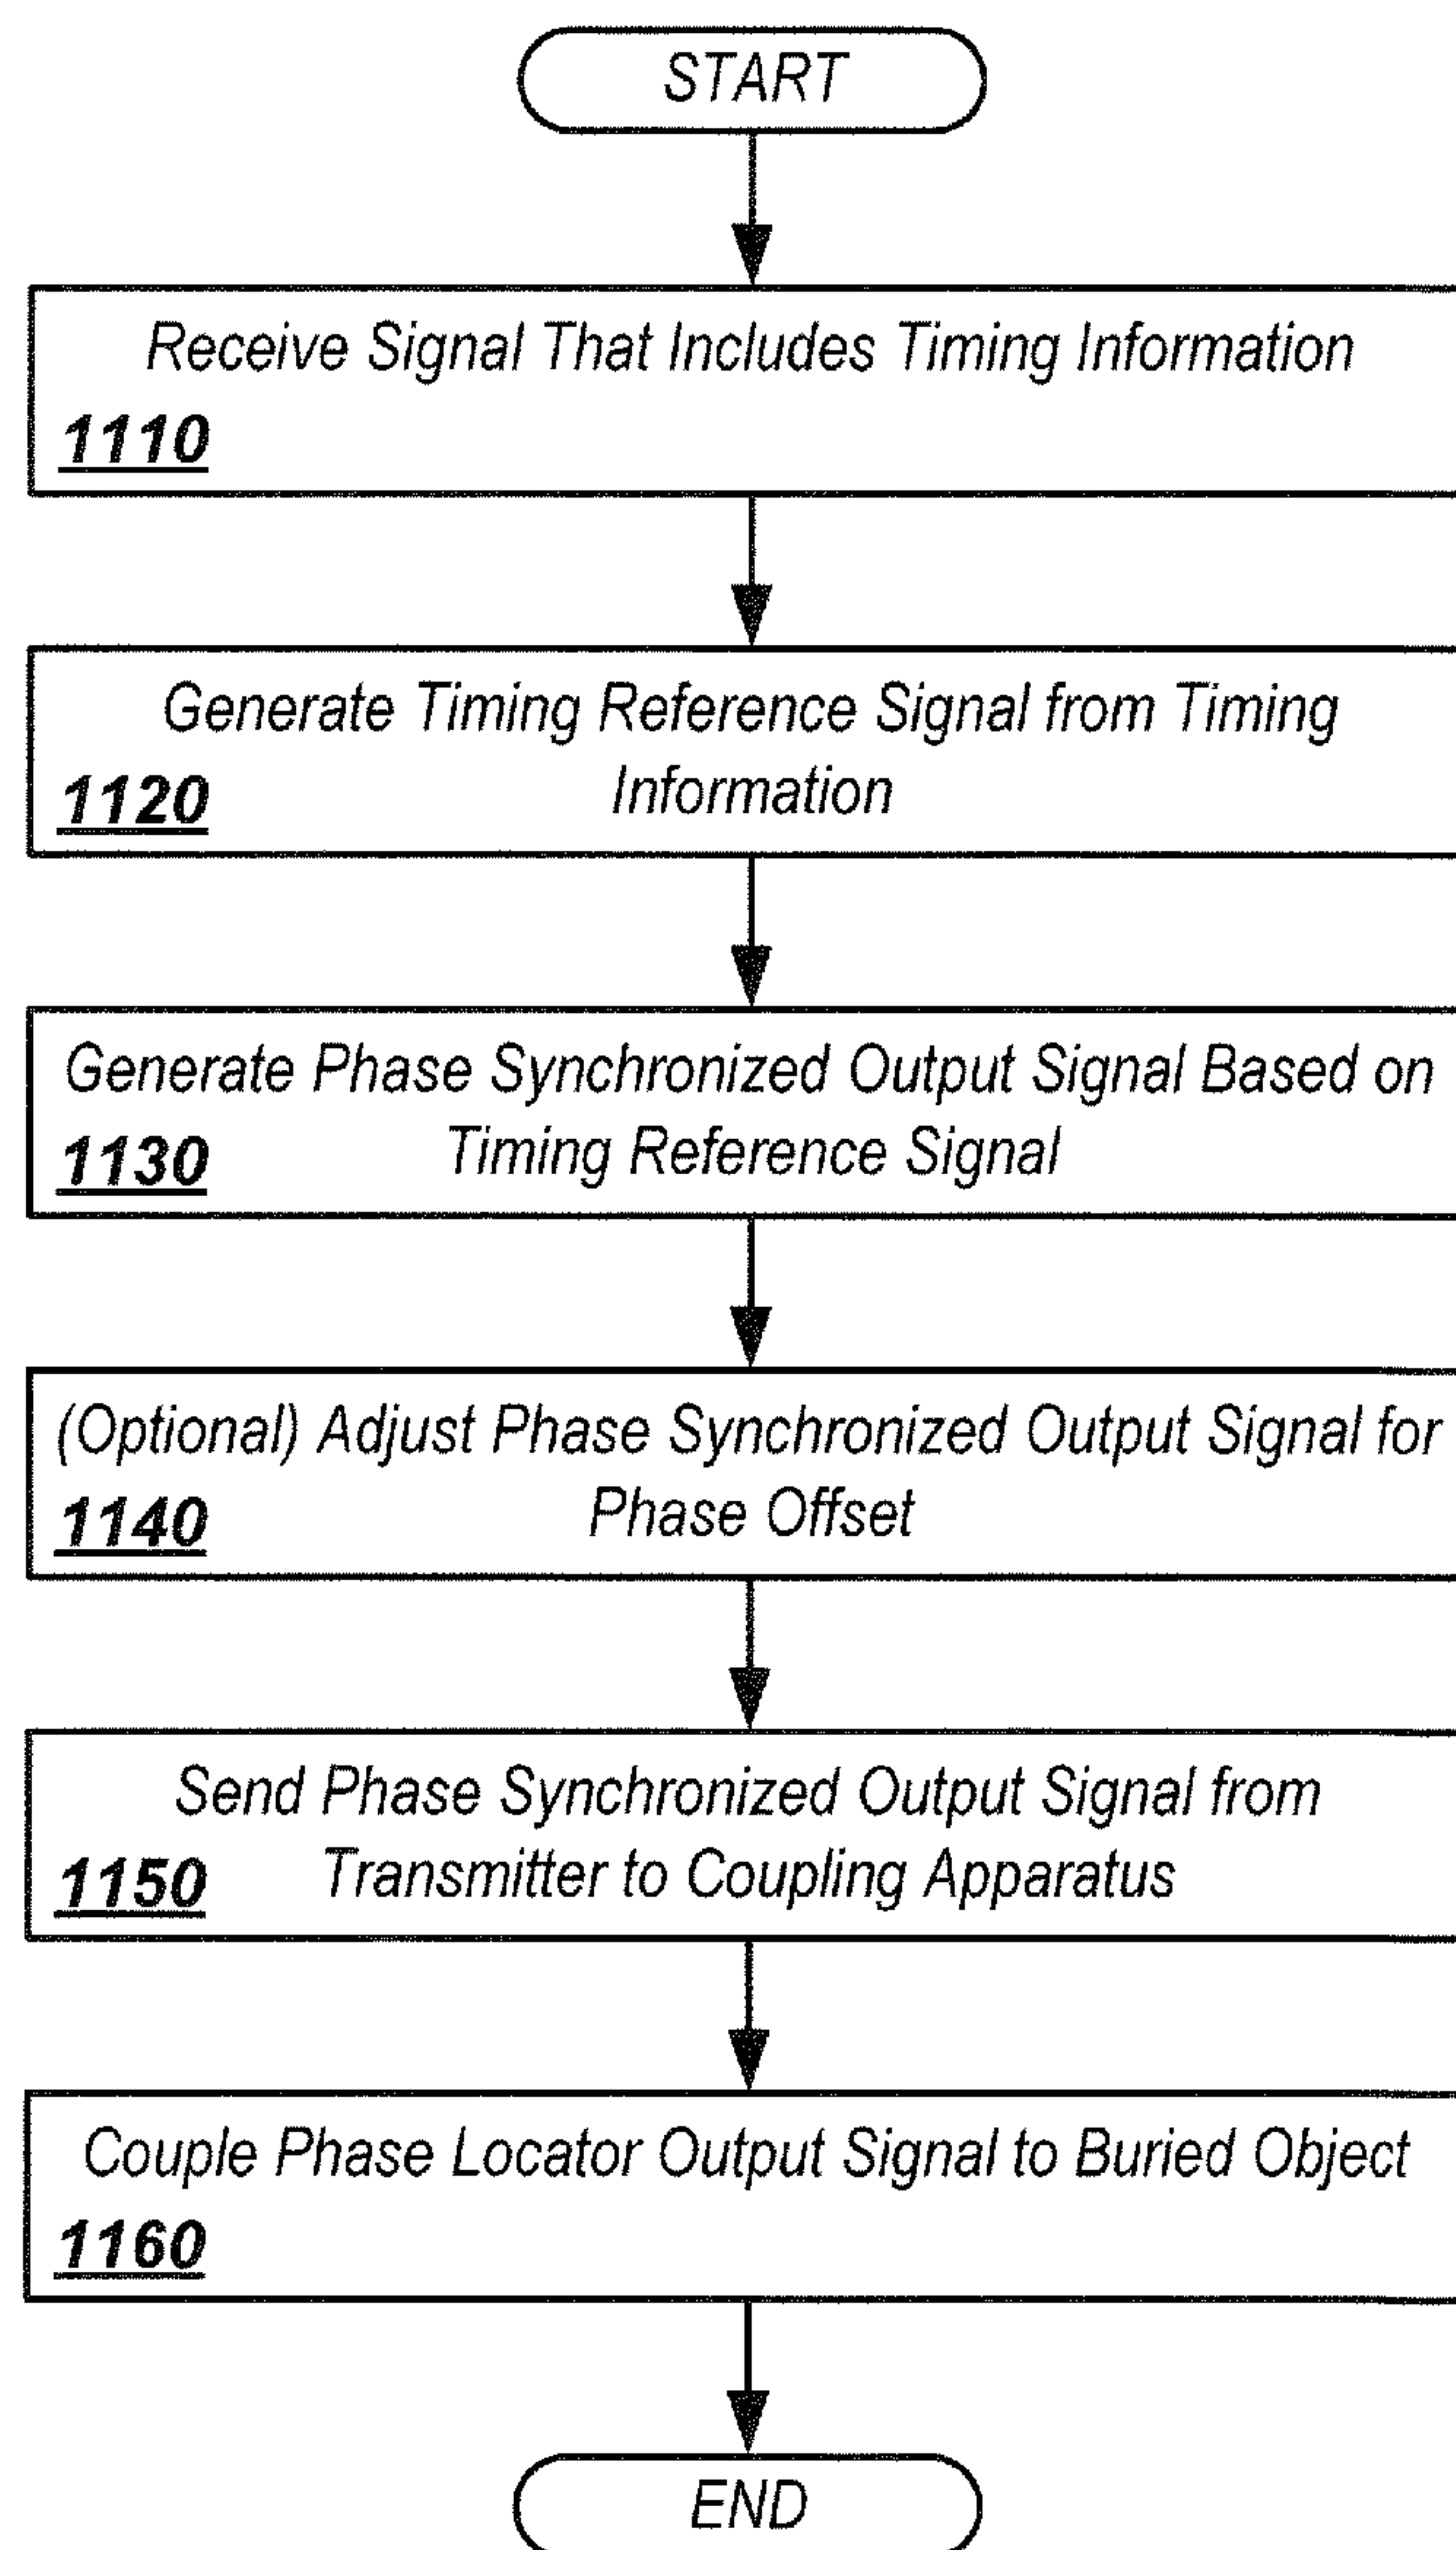 START
Receive Signal That Includes Timing Information
1110
Generate Timing Reference Signal from Timing
Information
1120
Generate Phase Synchronized Output Signal Based on
Timing Reference Signal
1130
(Optional) Adjust Phase Synchronized Output Signal for
Phase Offset
1140
Send Phase Synchronized Output Signal from
Transmitter to Coupling Apparatus
1150
Couple Phase Locator Output Signal to Buried Object
1160
END